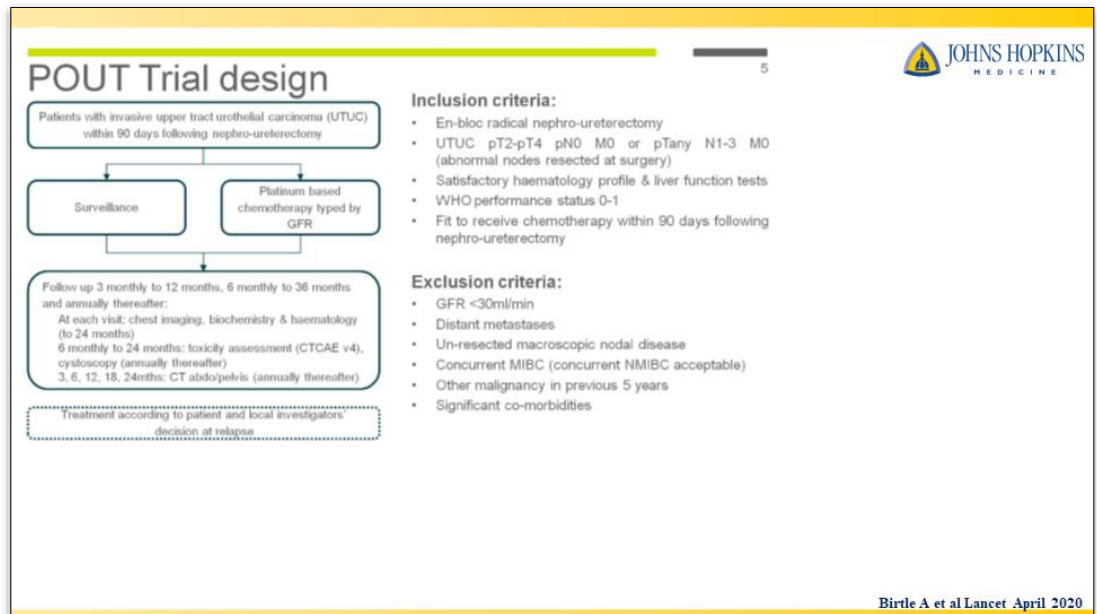 JOHNS HOPKINS
MEDICINE
5
POUT Trial design
Patients with invasive upper tract urothelial carcinoma (UTUC)
within 90 days following nephro-ureterectomy
Surveillance
Platinum based
chemotherapy typed by
GFR
Follow up 3 monthly to 12 months, 6 monthly to 36 months
and annually thereafter:
At each visit: chest imaging, biochemistry & haematology
(to 24 months)
6 monthly to 24 months: toxicity assessment (CTCAE v4),
cystoscopy (annually thereafter)
3, 6, 12, 18, 24mths: CT abdo/pelvis (annually thereafter)
Treatment according to patient and local investigators'
decision at relapse
Inclusion criteria:
• En-bloc radical nephro-ureterectomy
• UTUC pT2-pT4 pN0 M0 or pTany N1-3 M0
(abnormal nodes resected at surgery)
• Satisfactory haematology profile & liver function tests
• WHO performance status 0-1
• Fit to receive chemotherapy within 90 days following
nephro-ureterectomy
Exclusion criteria:
• GFR <30ml/min
• Distant metastases
• Un-resected macroscopic nodal disease
• Concurrent MIBC (concurrent NMIBC acceptable)
• Other malignancy in previous 5 years
• Significant co-morbidities
Birtle A et al Lancet April 2020